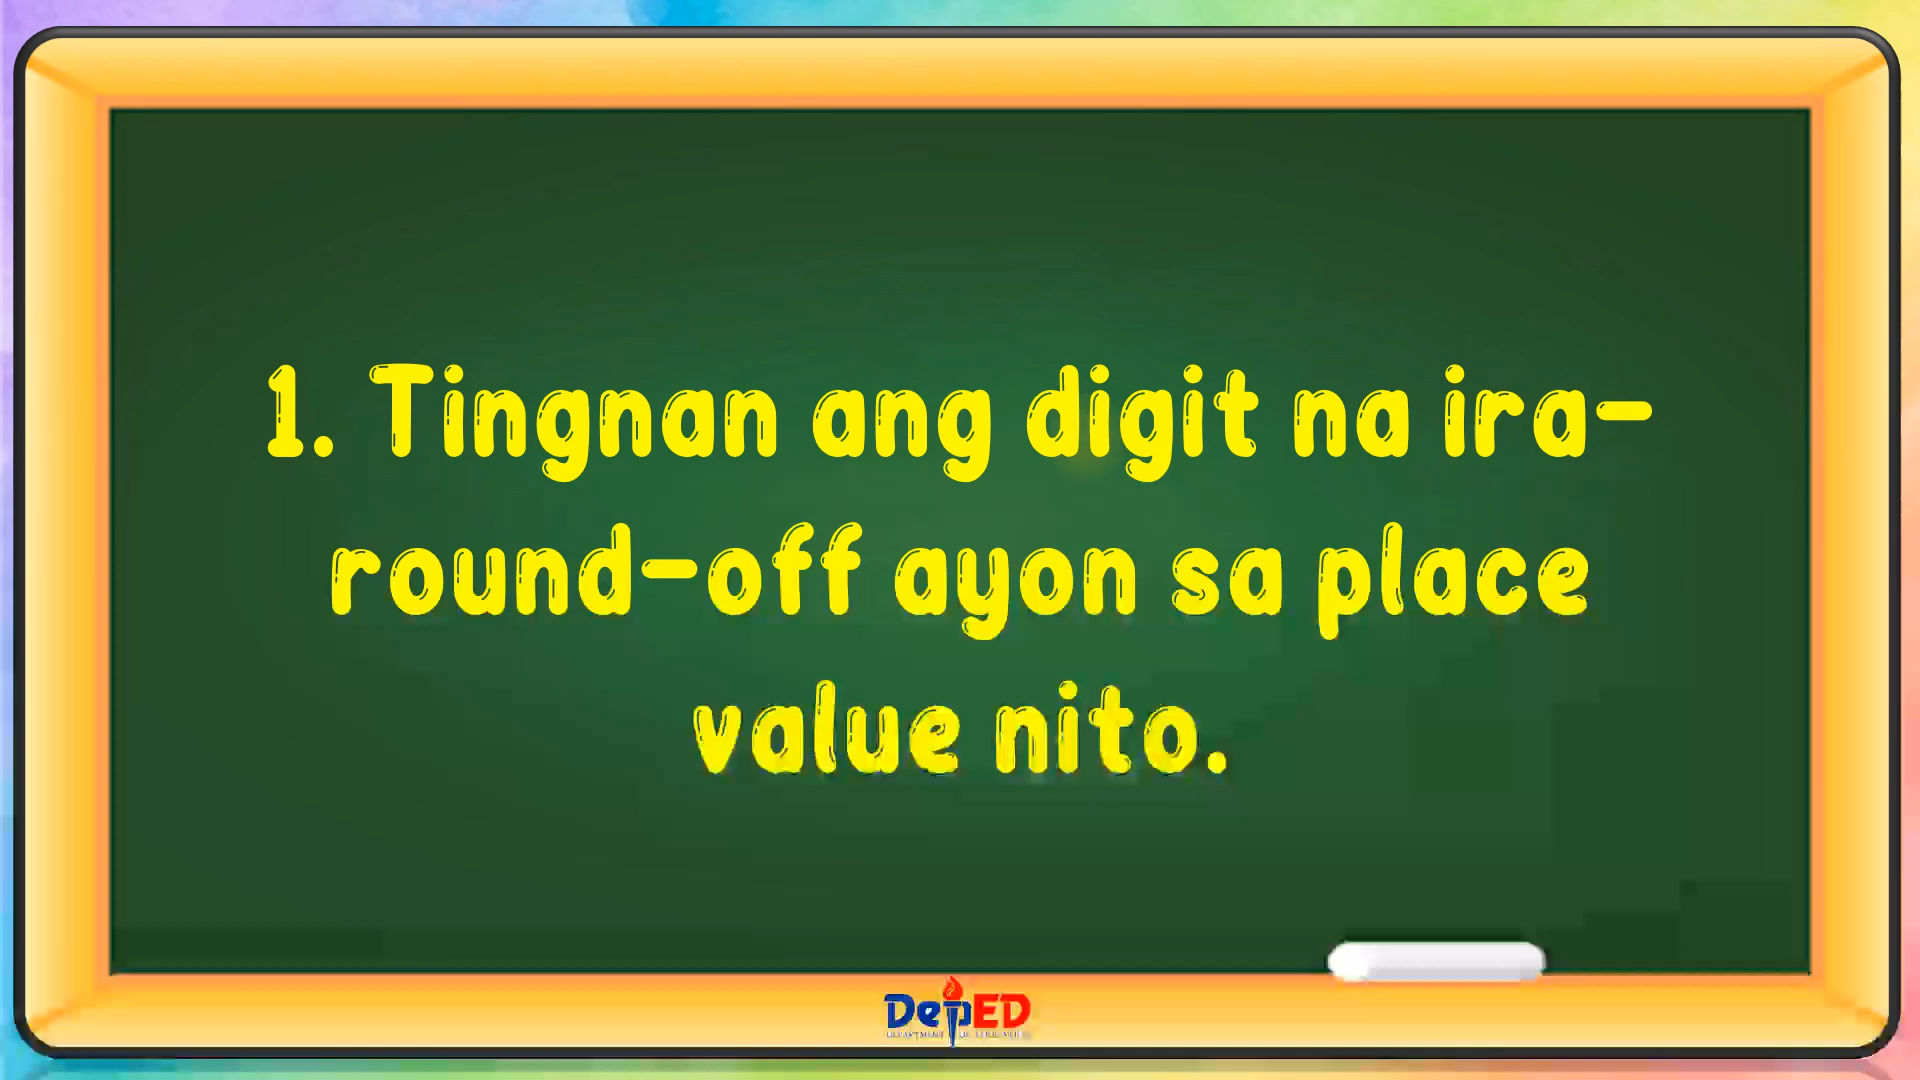 1. Tingnan ang digit na ira-
round-off ayon sa place
value nito.
DepED